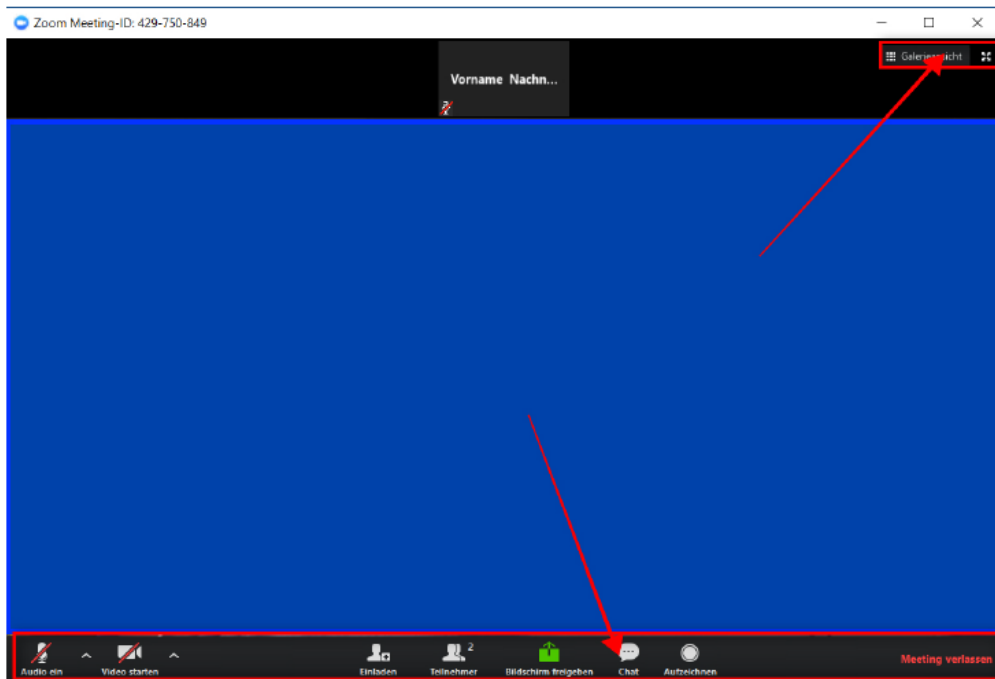 Zoom Meeting-ID: 429-750-849
Galerieansicht
Vorname Nachn...
2
Audio ein
Video starten
Einladen
Teilnehmer
Bildschirm freigeben
Chat
Aufzeichnen
Meeting verlassen